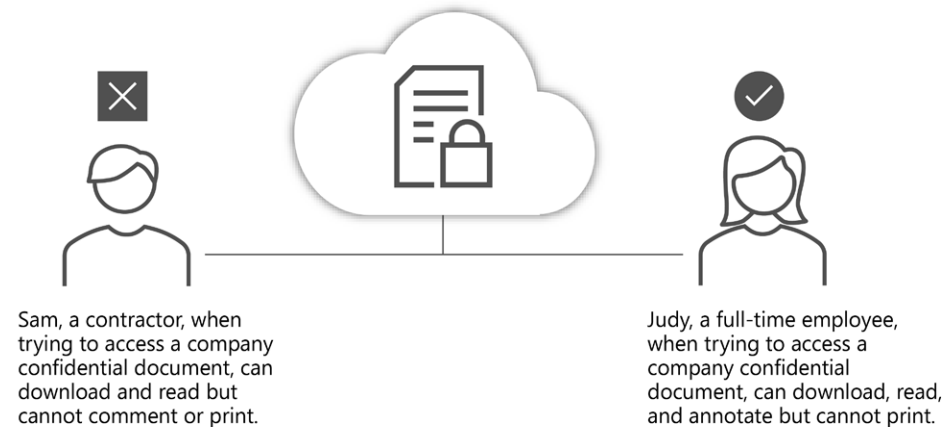 Sam, a contractor, when
trying to access a company
confidential document, can
download and read but
cannot comment or print.
Judy, a full-time employee,
when trying to access a
company confidential
document, can download, read,
and annotate but cannot print.